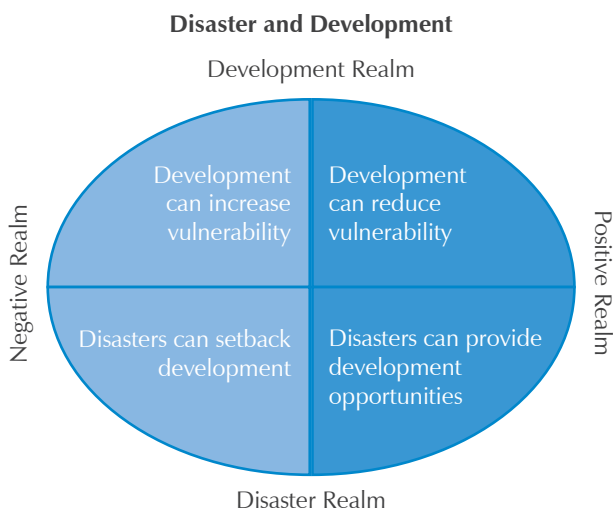 Disaster and Development
Development Realm
Negative Realm
Development
can increase
vulnerability
Development
can reduce
vulnerability
Positive Realm
Disasters can setback
development
Disasters can provide
development
opportunities
Disaster Realm